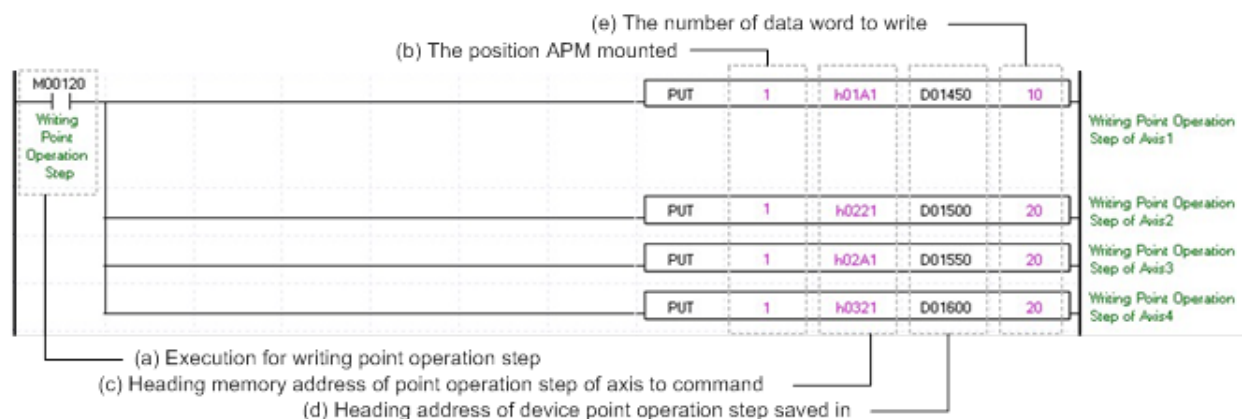 (e) The number of data word to write
(b) The position APM mounted
M00120
PUT 1 h01A1 D01450 10
Writing
Point
Operation
Step
Writing Point Operation
Step of Axis1
PUT 1 h0221 D01500 20
Writing Point Operation
Step of Axis2
PUT 1 h02A1 D01550 20
Writing Point Operation
Step of Axis3
PUT 1 h0321 D01600 20
Writing Point Operation
Step of Axis4
(a) Execution for writing point operation step
(c) Heading memory address of point operation step of axis to command
(d) Heading address of device point operation step saved in